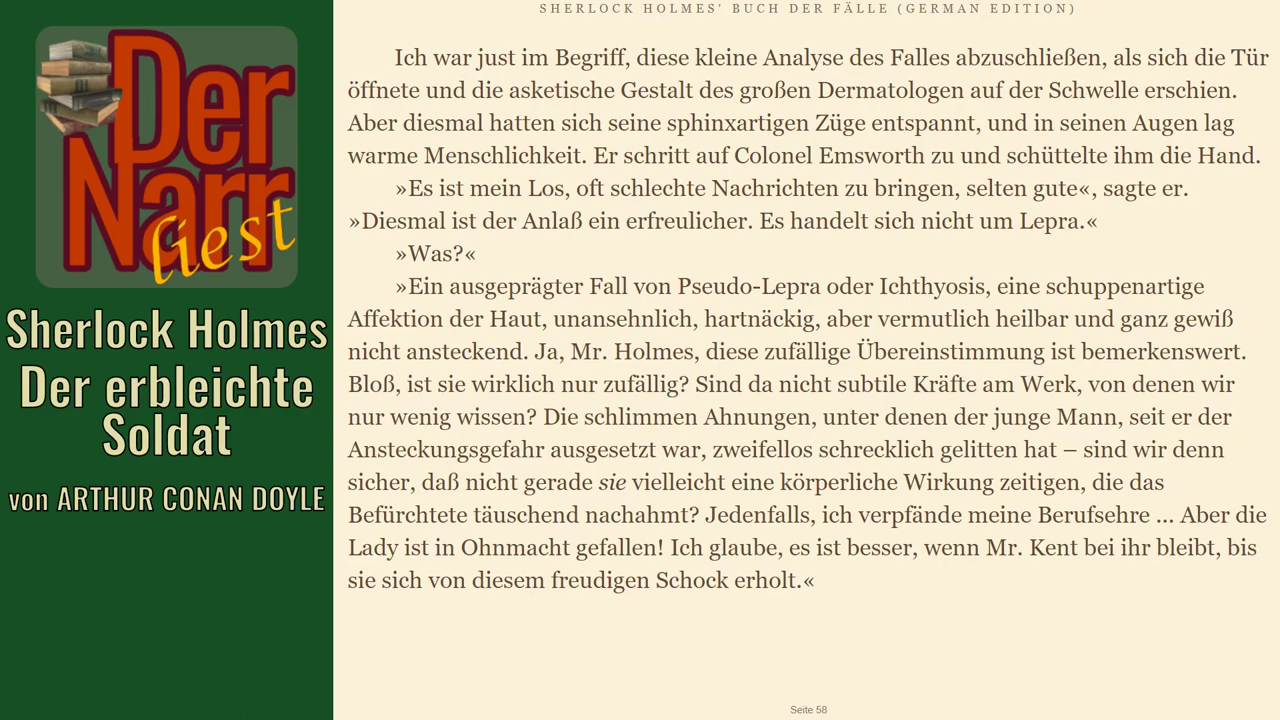 Der
Narr
liest
Sherlock Holmes
Der erbleichte
Soldat
von ARTHUR CONAN DOYLE
SHERLOCK HOLMES' BUCH DER FÄLLE (GERMAN EDITION)
Ich war just im Begriff, diese kleine Analyse des Falles abzuschließen, als sich die Tür
öffnete und die asketische Gestalt des großen Dermatologen auf der Schwelle erschien.
Aber diesmal hatten sich seine sphinxartigen Züge entspannt, und in seinen Augen lag
warme Menschlichkeit. Er schritt auf Colonel Emsworth zu und schüttelte ihm die Hand.
»Es ist mein Los, oft schlechte Nachrichten zu bringen, selten gute«, sagte er.
»Diesmal ist der Anlaß ein erfreulicher. Es handelt sich nicht um Lepra.«
»Was?«
»Ein ausgeprägter Fall von Pseudo-Lepra oder Ichthyosis, eine schuppenartige
Affektion der Haut, unansehnlich, hartnäckig, aber vermutlich heilbar und ganz gewiß
nicht ansteckend. Ja, Mr. Holmes, diese zufällige Übereinstimmung ist bemerkenswert.
Bloß, ist sie wirklich nur zufällig? Sind da nicht subtile Kräfte am Werk, von denen wir
nur wenig wissen? Die schlimmen Ahnungen, unter denen der junge Mann, seit er der
Ansteckungsgefahr ausgesetzt war, zweifellos schrecklich gelitten hat – sind wir denn
sicher, daß nicht gerade sie vielleicht eine körperliche Wirkung zeitigen, die das
Befürchtete täuschend nachahmt? Jedenfalls, ich verpfände meine Berufsehre ... Aber die
Lady ist in Ohnmacht gefallen! Ich glaube, es ist besser, wenn Mr. Kent bei ihr bleibt, bis
sie sich von diesem freudigen Schock erholt.«
Seite 58